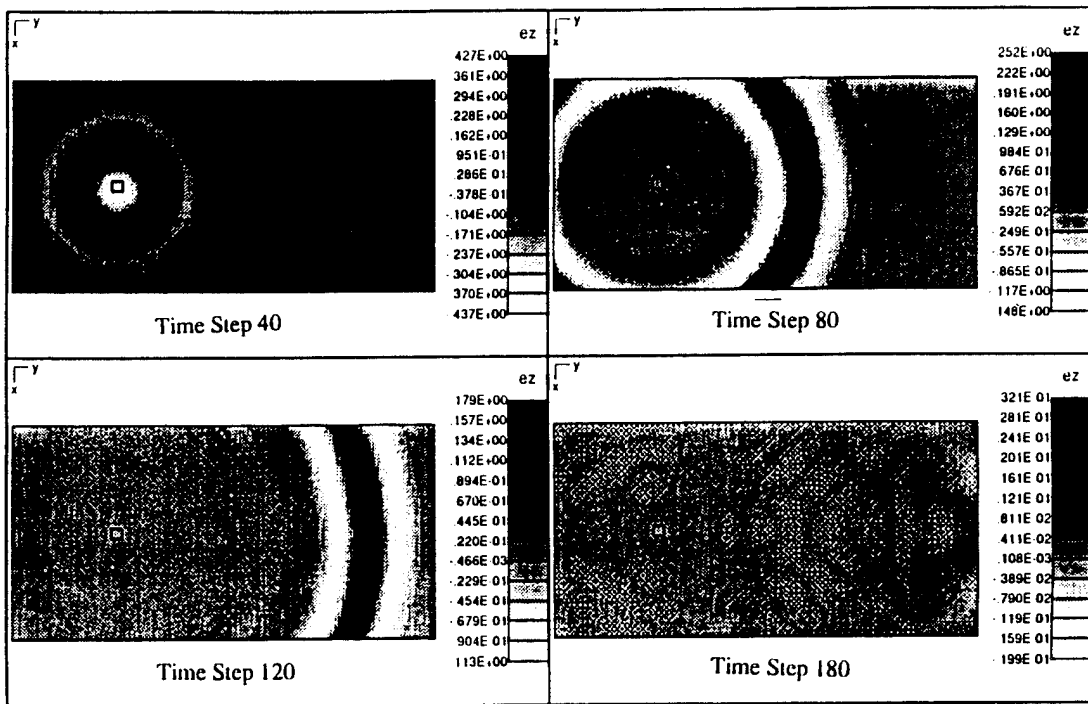 y
x
ez
427E+00
361E+00
294E+00
.228E+00
.162E+00
951E-01
.286E 01
-.378E-01
-.104E+00
-.171E+00
-.237E+00
-.304E+00
370E+00
437E+00
Time Step 40
y
x
ez
252E+00
222E+00
.191E+00
160E+00
.129E+00
984E 01
676E 01
367E 01
592E 02
.249E 01
.557E 01
.865E 01
.117E+00
148E+00
Time Step 80
y
x
ez
179E+00
157E+00
134E+00
.112E+00
894E-01
670E-01
445E-01
.220E-01
.466E-03
-.229E 01
454E 01
-.679E 01
904E 01
113E+00
Time Step 120
y
x
ez
321E 01
281E 01
241E 01
201E 01
.161E 01
121E 01
.811E 02
.411E-02
.108E-03
.389E 02
.790E 02
.119E 01
159E 01
.199E 01
Time Step 180